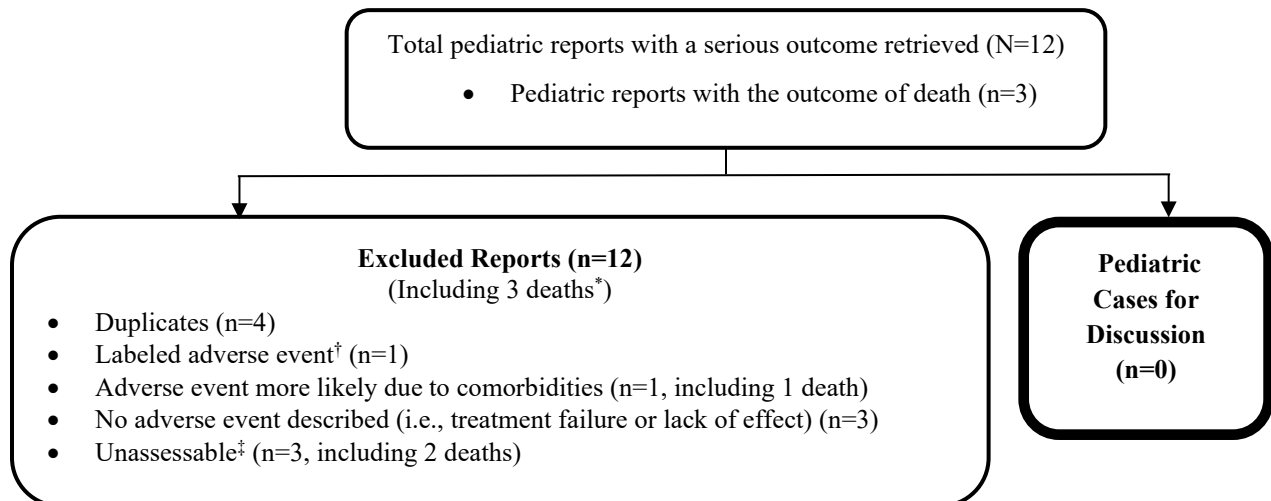 Total pediatric reports with a serious outcome retrieved (N=12)
• Pediatric reports with the outcome of death (n=3)
Excluded Reports (n=12)
(Including 3 deaths*)
• Duplicates (n=4)
• Labeled adverse event† (n=1)
• Adverse event more likely due to comorbidities (n=1, including 1 death)
• No adverse event described (i.e., treatment failure or lack of effect) (n=3)
• Unassessable‡ (n=3, including 2 deaths)
Pediatric
Cases for
Discussion
(n=0)